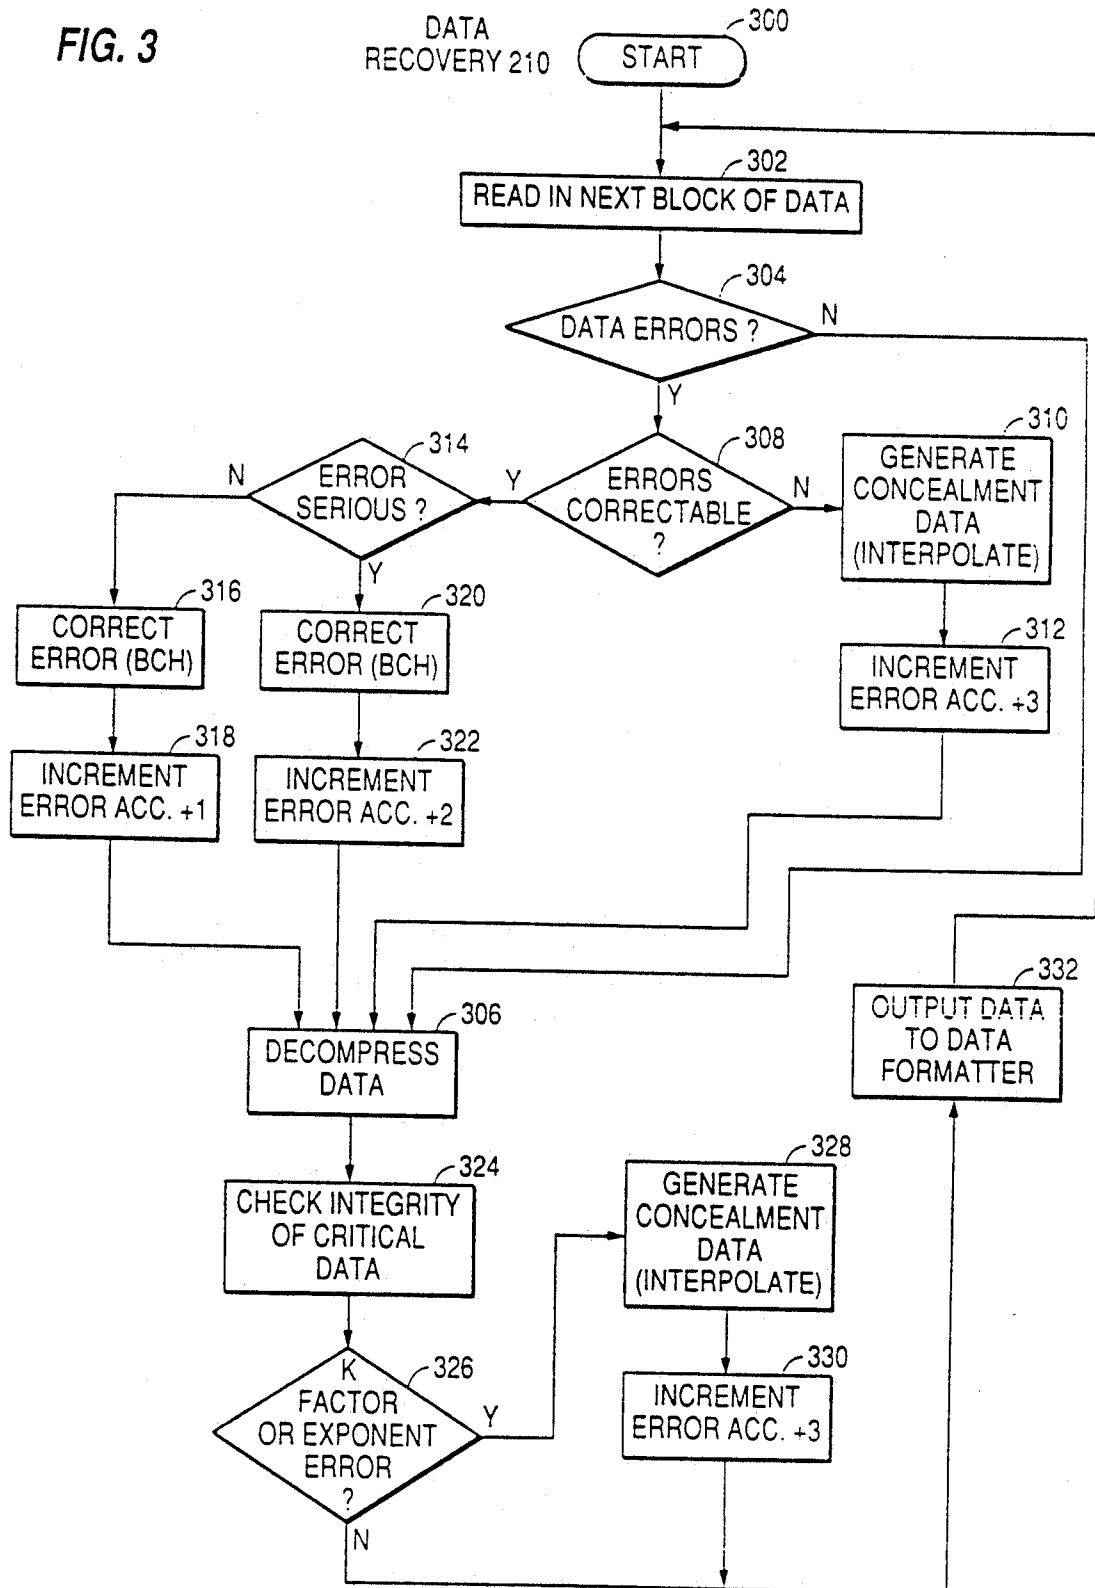 FIG. 3
DATA
RECOVERY 210
300
START
302
READ IN NEXT BLOCK OF DATA
304
DATA ERRORS ?
N
Y
314
ERROR
SERIOUS ?
N
Y
308
ERRORS
CORRECTABLE
?
Y
N
310
GENERATE
CONCEALMENT
DATA
(INTERPOLATE)
316
CORRECT
ERROR (BCH)
320
CORRECT
ERROR (BCH)
312
INCREMENT
ERROR ACC. +3
318
INCREMENT
ERROR ACC. +1
322
INCREMENT
ERROR ACC. +2
306
DECOMPRESS
DATA
332
OUTPUT DATA
TO DATA
FORMATTER
324
CHECK INTEGRITY
OF CRITICAL
DATA
328
GENERATE
CONCEALMENT
DATA
(INTERPOLATE)
326
K
FACTOR
OR EXPONENT
ERROR
?
Y
N
330
INCREMENT
ERROR ACC. +3